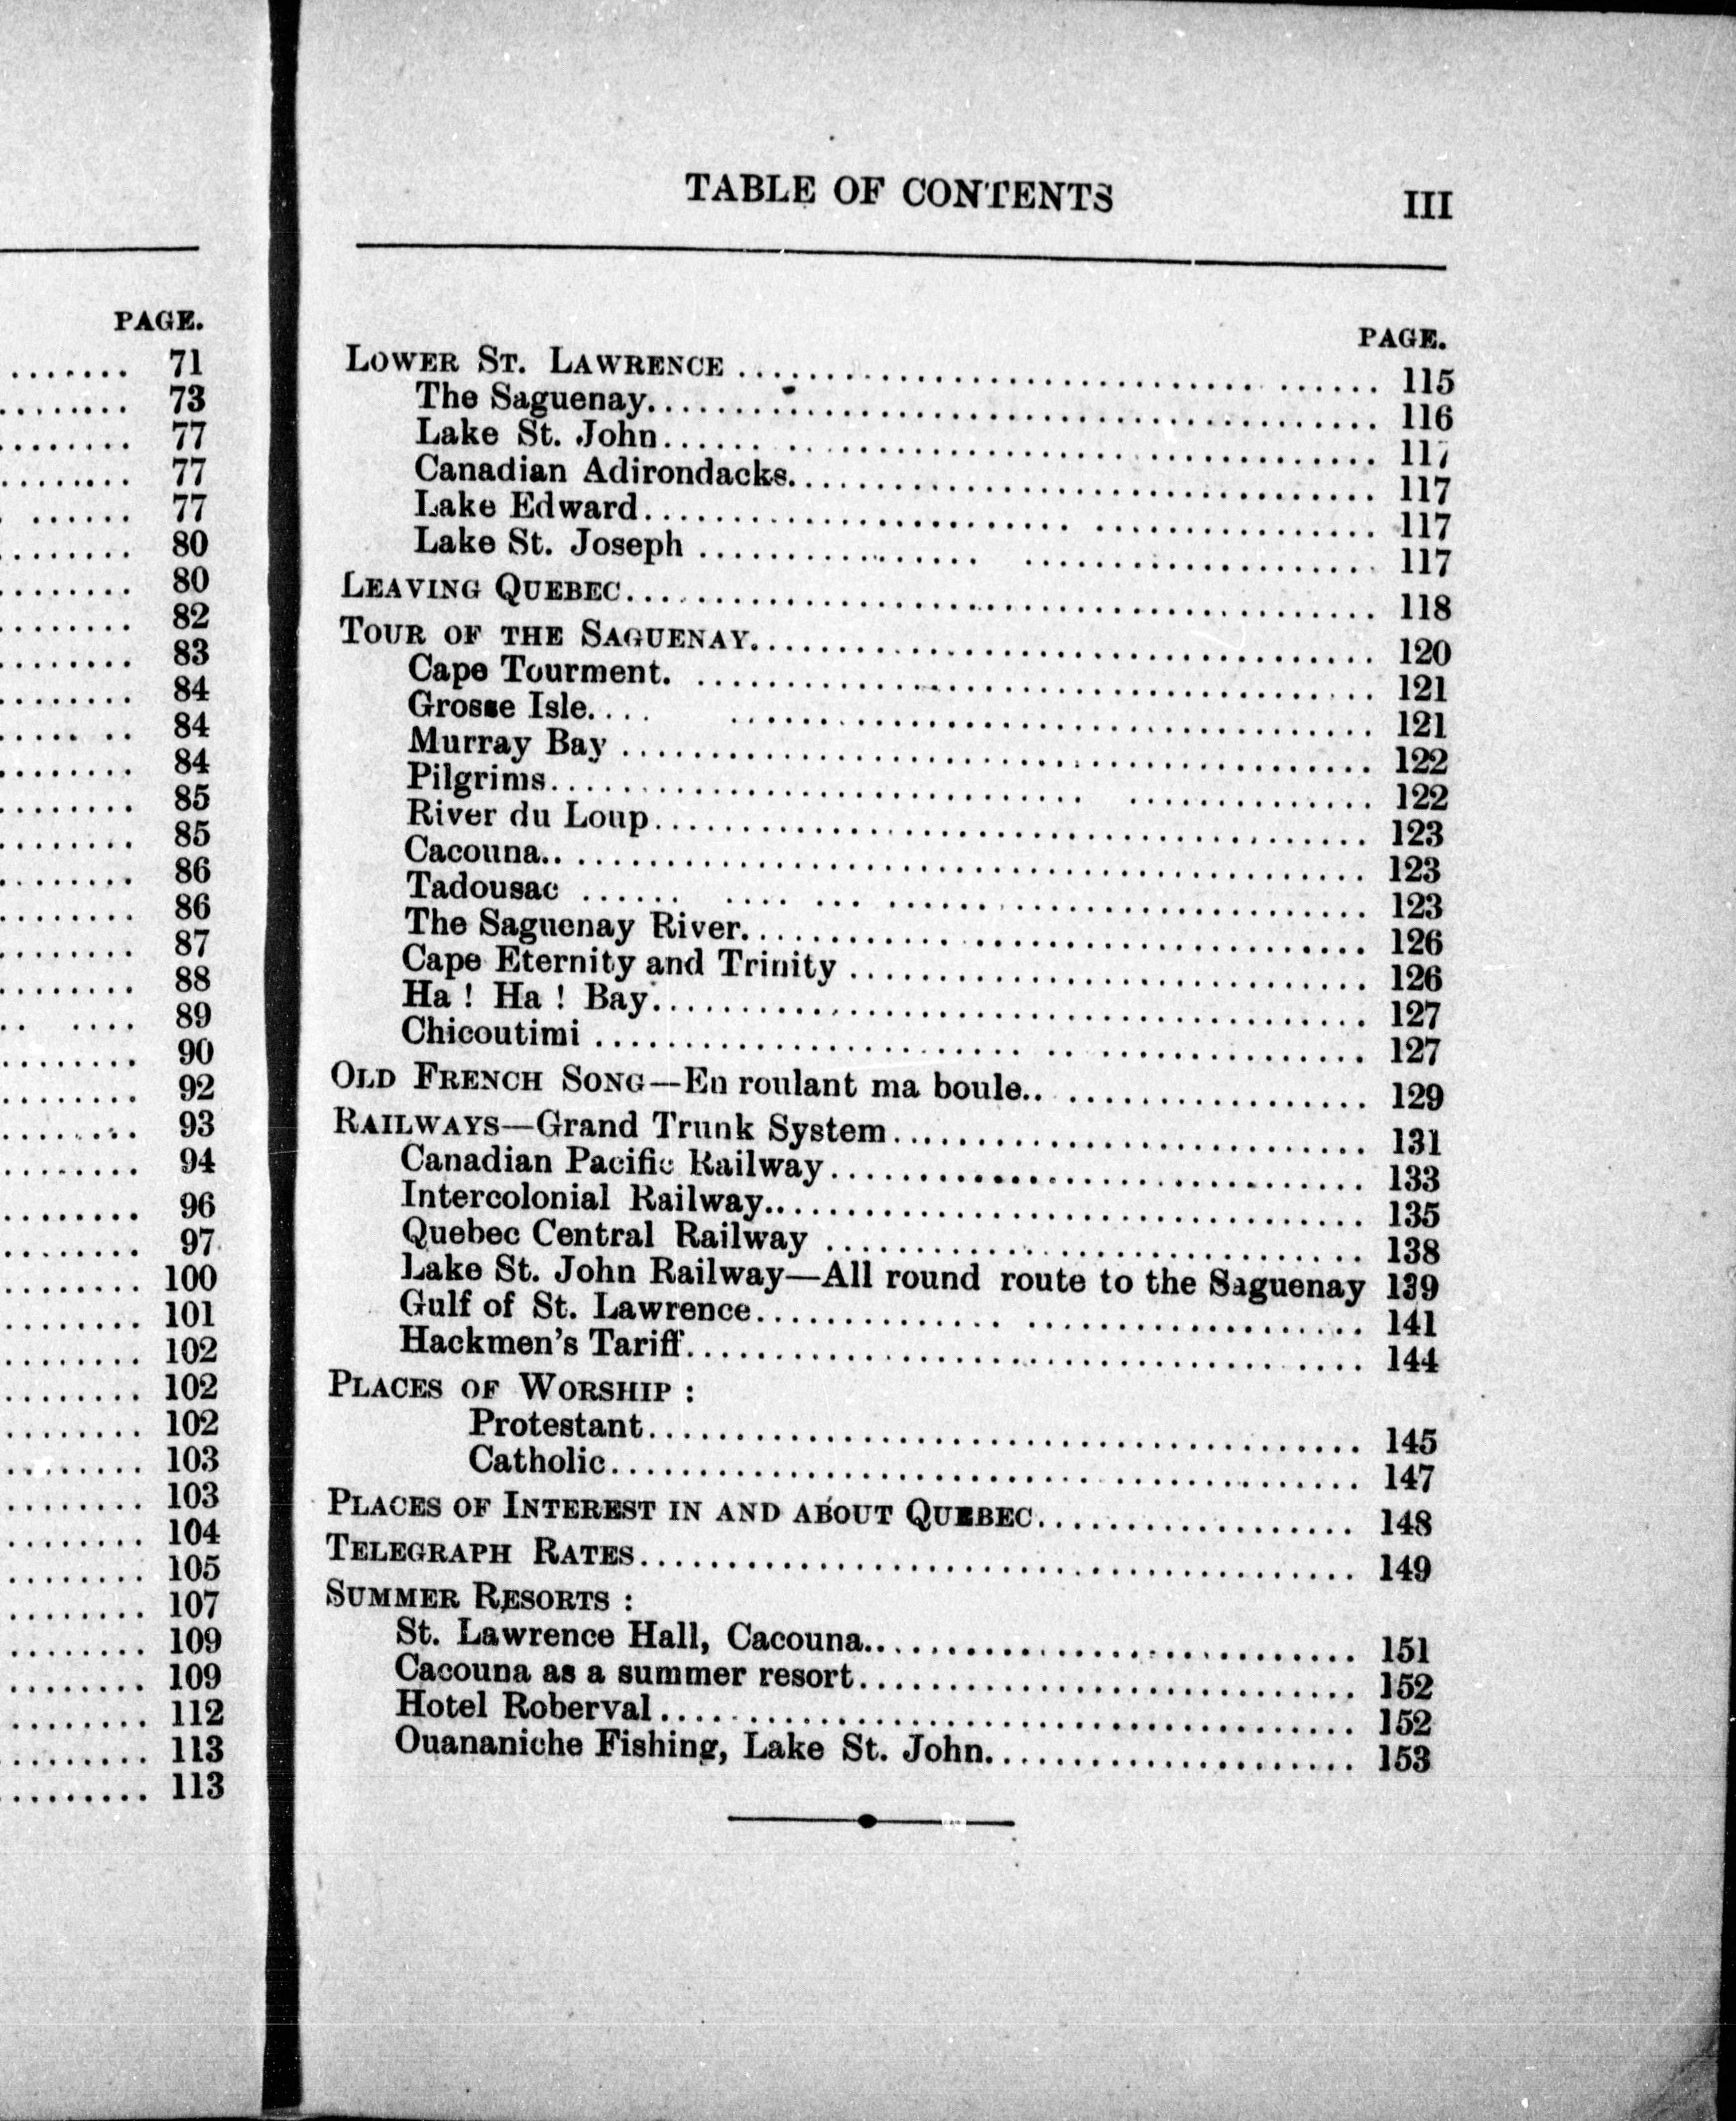 PAGE.
....... 71
........ 73
........ 77
........ 77
. ...... 77
........ 80
........ 80
........ 82
........ 83
........ 84
..... .. 84
........ 84
........ 85
........ 85
........ 86
........ 86
........ 87
........ 88
.. .... 89
........ 90
........ 92
........ 93
........ 94
........ 96
........ 97
........ 100
........ 101
........ 102
........ 102
........ 102
........ 103
........ 103
........ 104
........ 105
........ 107
........ 109
........ 109
........ 112
......... 113
......... 113
TABLE OF CONTENTS III
PAGE.
LOWER ST. LAWRENCE ........................................ 115
The Saguenay........................................ 116
Lake St. John........................................ 117
Canadian Adirondacks........................................ 117
Lake Edward........................................ 117
Lake St. Joseph ........................................ 117
LEAVING QUEBEC........................................ 118
TOUR OF THE SAGUENAY........................................ 120
Cape Tourment. ........................................ 121
Grosse Isle.... ........................................ 121
Murray Bay ........................................ 122
Pilgrims........................................ 122
River du Loup........................................ 123
Cacouna........................................ 123
Tadousac ........................................ 123
The Saguenay River........................................ 126
Cape Eternity and Trinity .............................. 126
Ha ! Ha ! Bay........................................ 127
Chicoutimi ........................................ 127
OLD FRENCH SONG—En roulant ma boule.. ................. 129
RAILWAYS—Grand Trunk System........................... 131
Canadian Pacific Railway.............................. 133
Intercolonial Railway................................. 135
Quebec Central Railway .............................. 138
Lake St. John Railway—All round route to the Saguenay 139
Gulf of St. Lawrence................................. 141
Hackmen's Tariff..................................... 144
PLACES OF WORSHIP :
Protestant........................................ 145
Catholic........................................ 147
PLACES OF INTEREST IN AND ABOUT QUEBEC.................. 148
TELEGRAPH RATES........................................ 149
SUMMER RESORTS :
St. Lawrence Hall, Cacouna............................ 151
Cacouna as a summer resort............................ 152
Hotel Roberval........................................ 152
Ouananiche Fishing, Lake St. John..................... 153